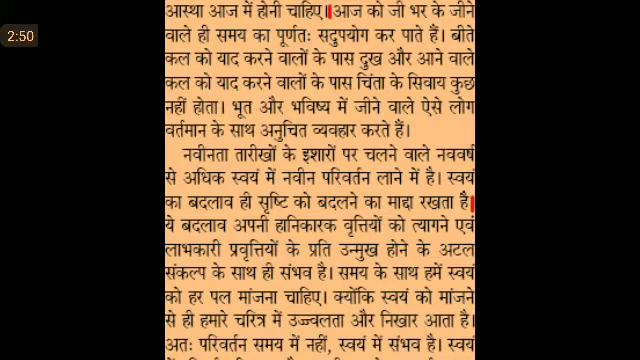 2:50
आस्था आज में होनी चाहिए। आज को जी भर के जीने
वाले ही समय का पूर्णतः सदुपयोग कर पाते हैं। बीते
कल को याद करने वालों के पास दुख और आने वाले
कल को याद करने वालों के पास चिंता के सिवाय कुछ
नहीं होता। भूत और भविष्य में जीने वाले ऐसे लोग
वर्तमान के साथ अनुचित व्यवहार करते हैं।
नवीनता तारीखों के इशारों पर चलने वाले नववर्ष
से अधिक स्वयं में नवीन परिवर्तन लाने में है। स्वयं
का बदलाव ही सृष्टि को बदलने का माद्दा रखता है।
ये बदलाव अपनी हानिकारक वृत्तियों को त्यागने एवं
लाभकारी प्रवृत्तियों के प्रति उन्मुख होने के अटल
संकल्प के साथ ही संभव है। समय के साथ हमें स्वयं
को हर पल मांजना चाहिए। क्योंकि स्वयं को मांजने
से ही हमारे चरित्र में उज्ज्वलता और निखार आता है।
अतः परिवर्तन समय में नहीं, स्वयं में संभव है। स्वयं